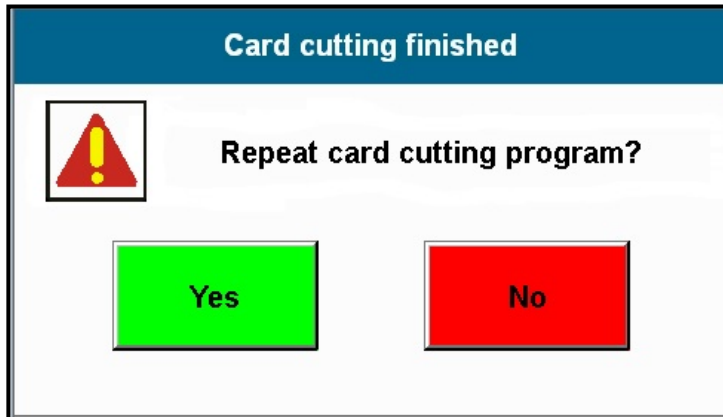 Card cutting finished
Repeat card cutting program?
Yes
No